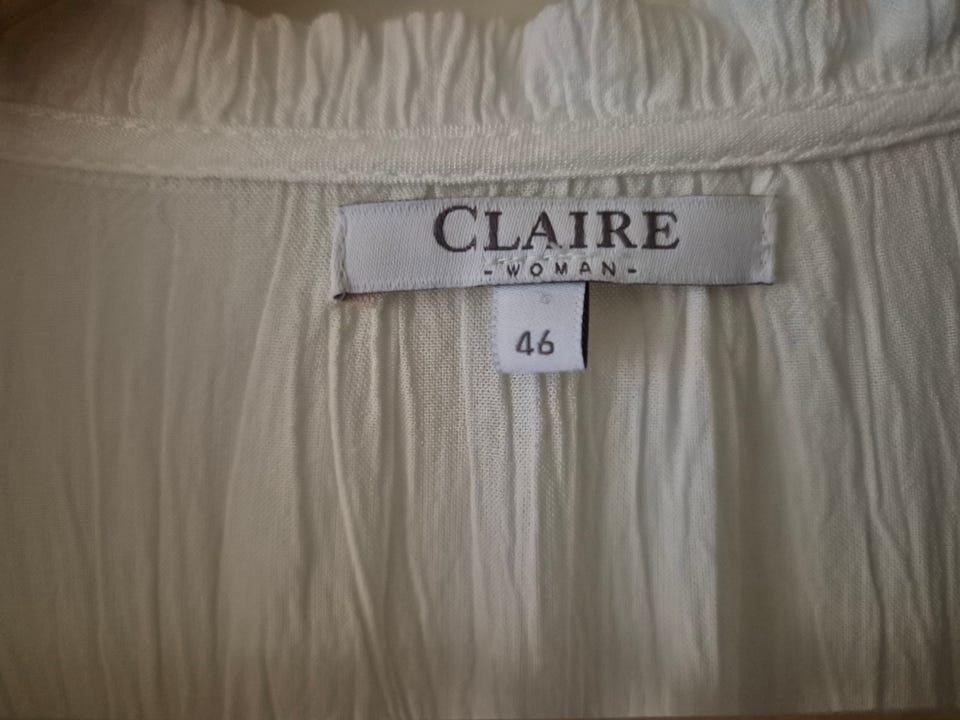 CLAIRE
-WOMAN-
46